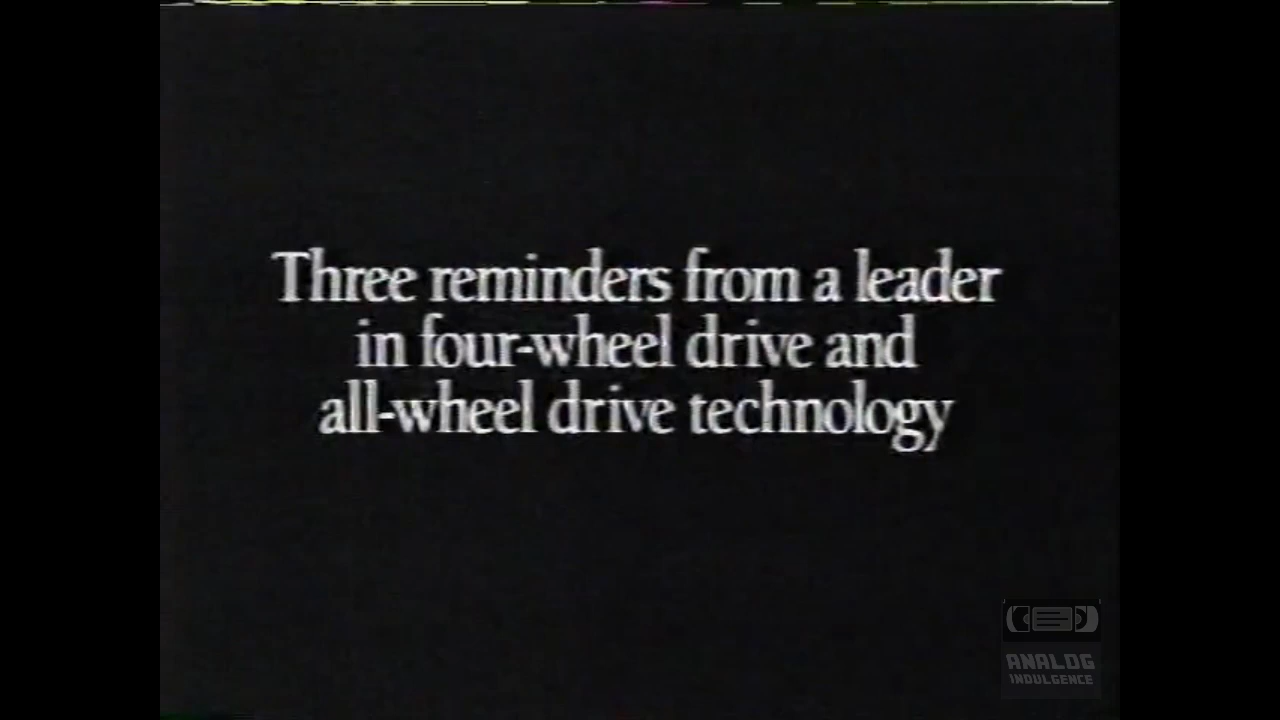 Three reminders from a leader
in four-wheel drive and
all-wheel drive technology
ANALOG
INDULGENCE